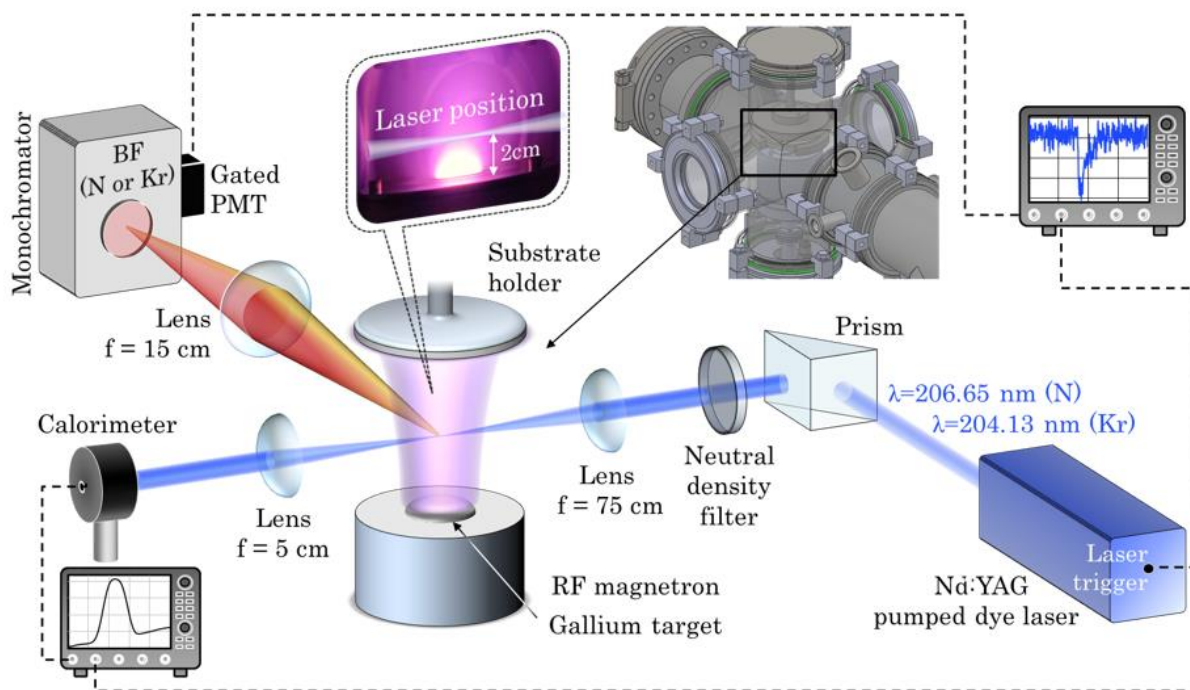 Monochromator
BF
(N or Kr)
Gated
PMT
Laser position
2cm
Substrate
holder
Lens
f = 15 cm
Prism
λ=206.65 nm (N)
λ=204.13 nm (Kr)
Calorimeter
Lens
f = 5 cm
Lens
f = 75 cm
Neutral
density
filter
RF magnetron
Gallium target
Nd:YAG
pumped dye laser
Laser
trigger